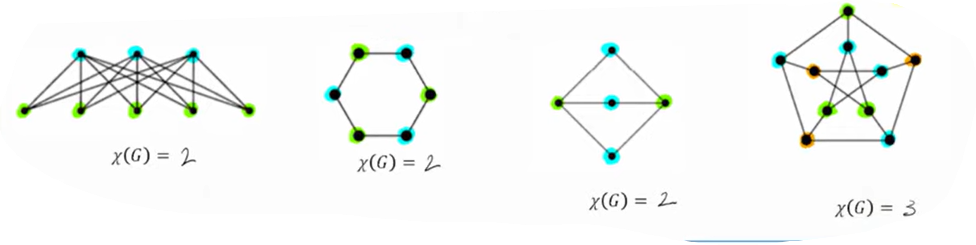 χ(G) = 2
χ(G) = 2
χ(G) = 2
χ(G) = 3